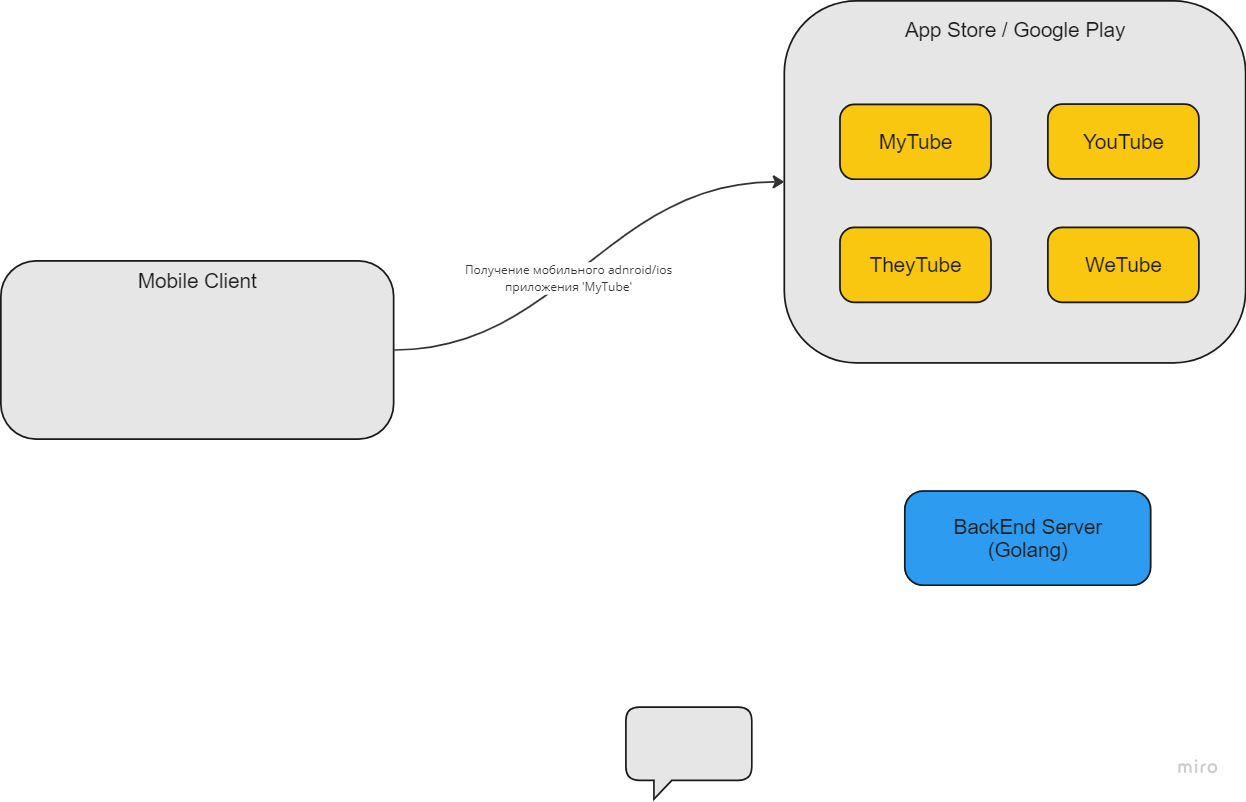 App Store / Google Play
MyTube
YouTube
TheyTube
WeTube
Mobile Client
Получение мобильного adnroid/ios
приложения 'MyTube'
BackEnd Server
(Golang)
miro